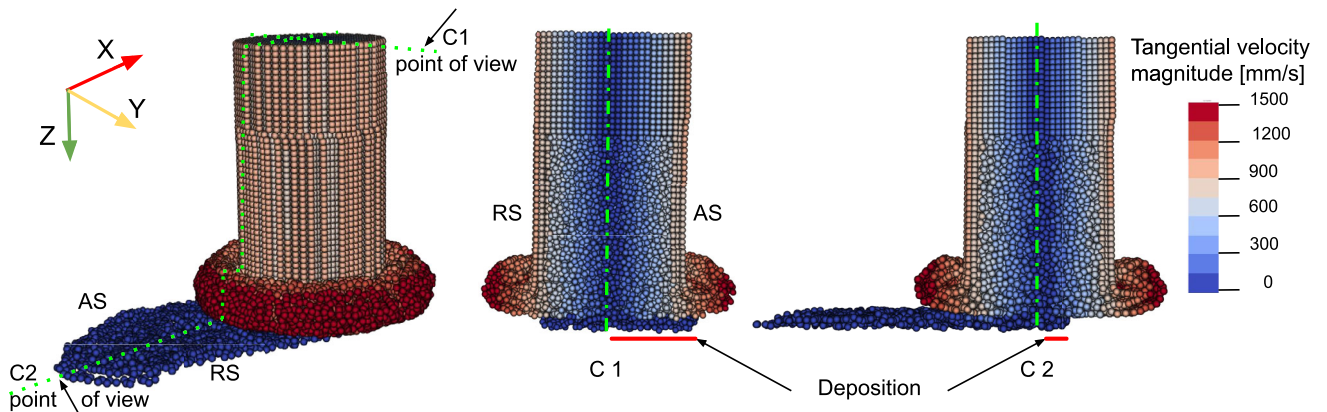 X
Y
Z
C1
point of view
AS
RS
C2
point of view
RS
AS
C 1
Deposition
C 2
Tangential velocity
magnitude [mm/s]
1500
1200
900
600
300
0